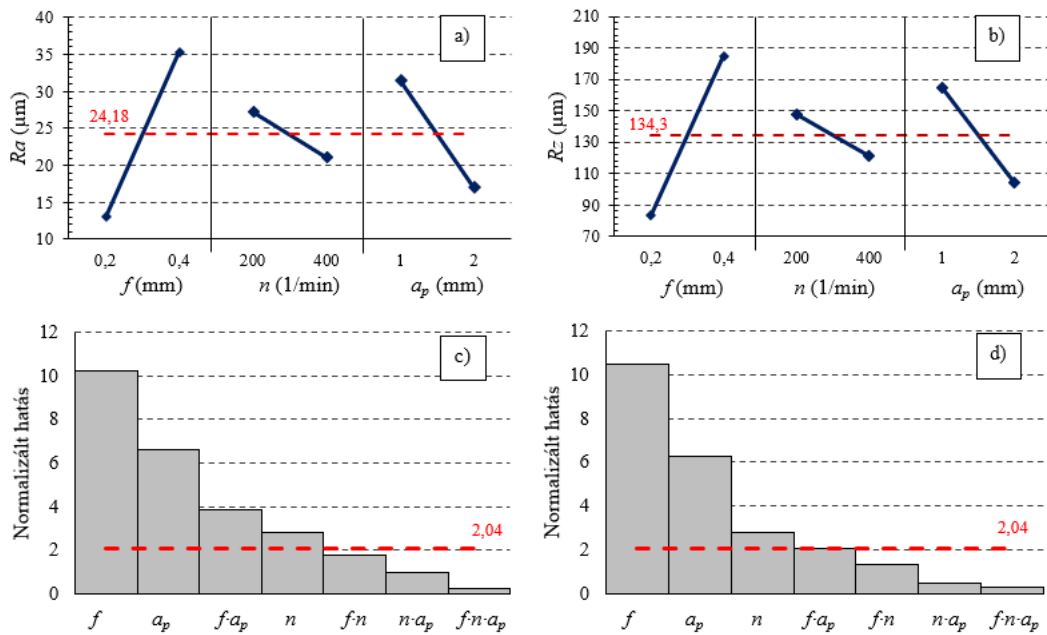 a)
40
35
30
25
20
15
10
Ra (µm)
24,18
0,2 0,4 200 400 1 2
f (mm) n (1/min) ap (mm)
b)
210
190
170
150
130
110
90
70
Rz (µm)
134,3
0,2 0,4 200 400 1 2
f (mm) n (1/min) ap (mm)
c)
12
10
8
6
4
2
0
Normalizált hatás
2,04
f ap f·ap n f·n n·ap f·n·ap
d)
12
10
8
6
4
2
0
Normalizált hatás
2,04
f ap n f·ap f·n n·ap f·n·ap